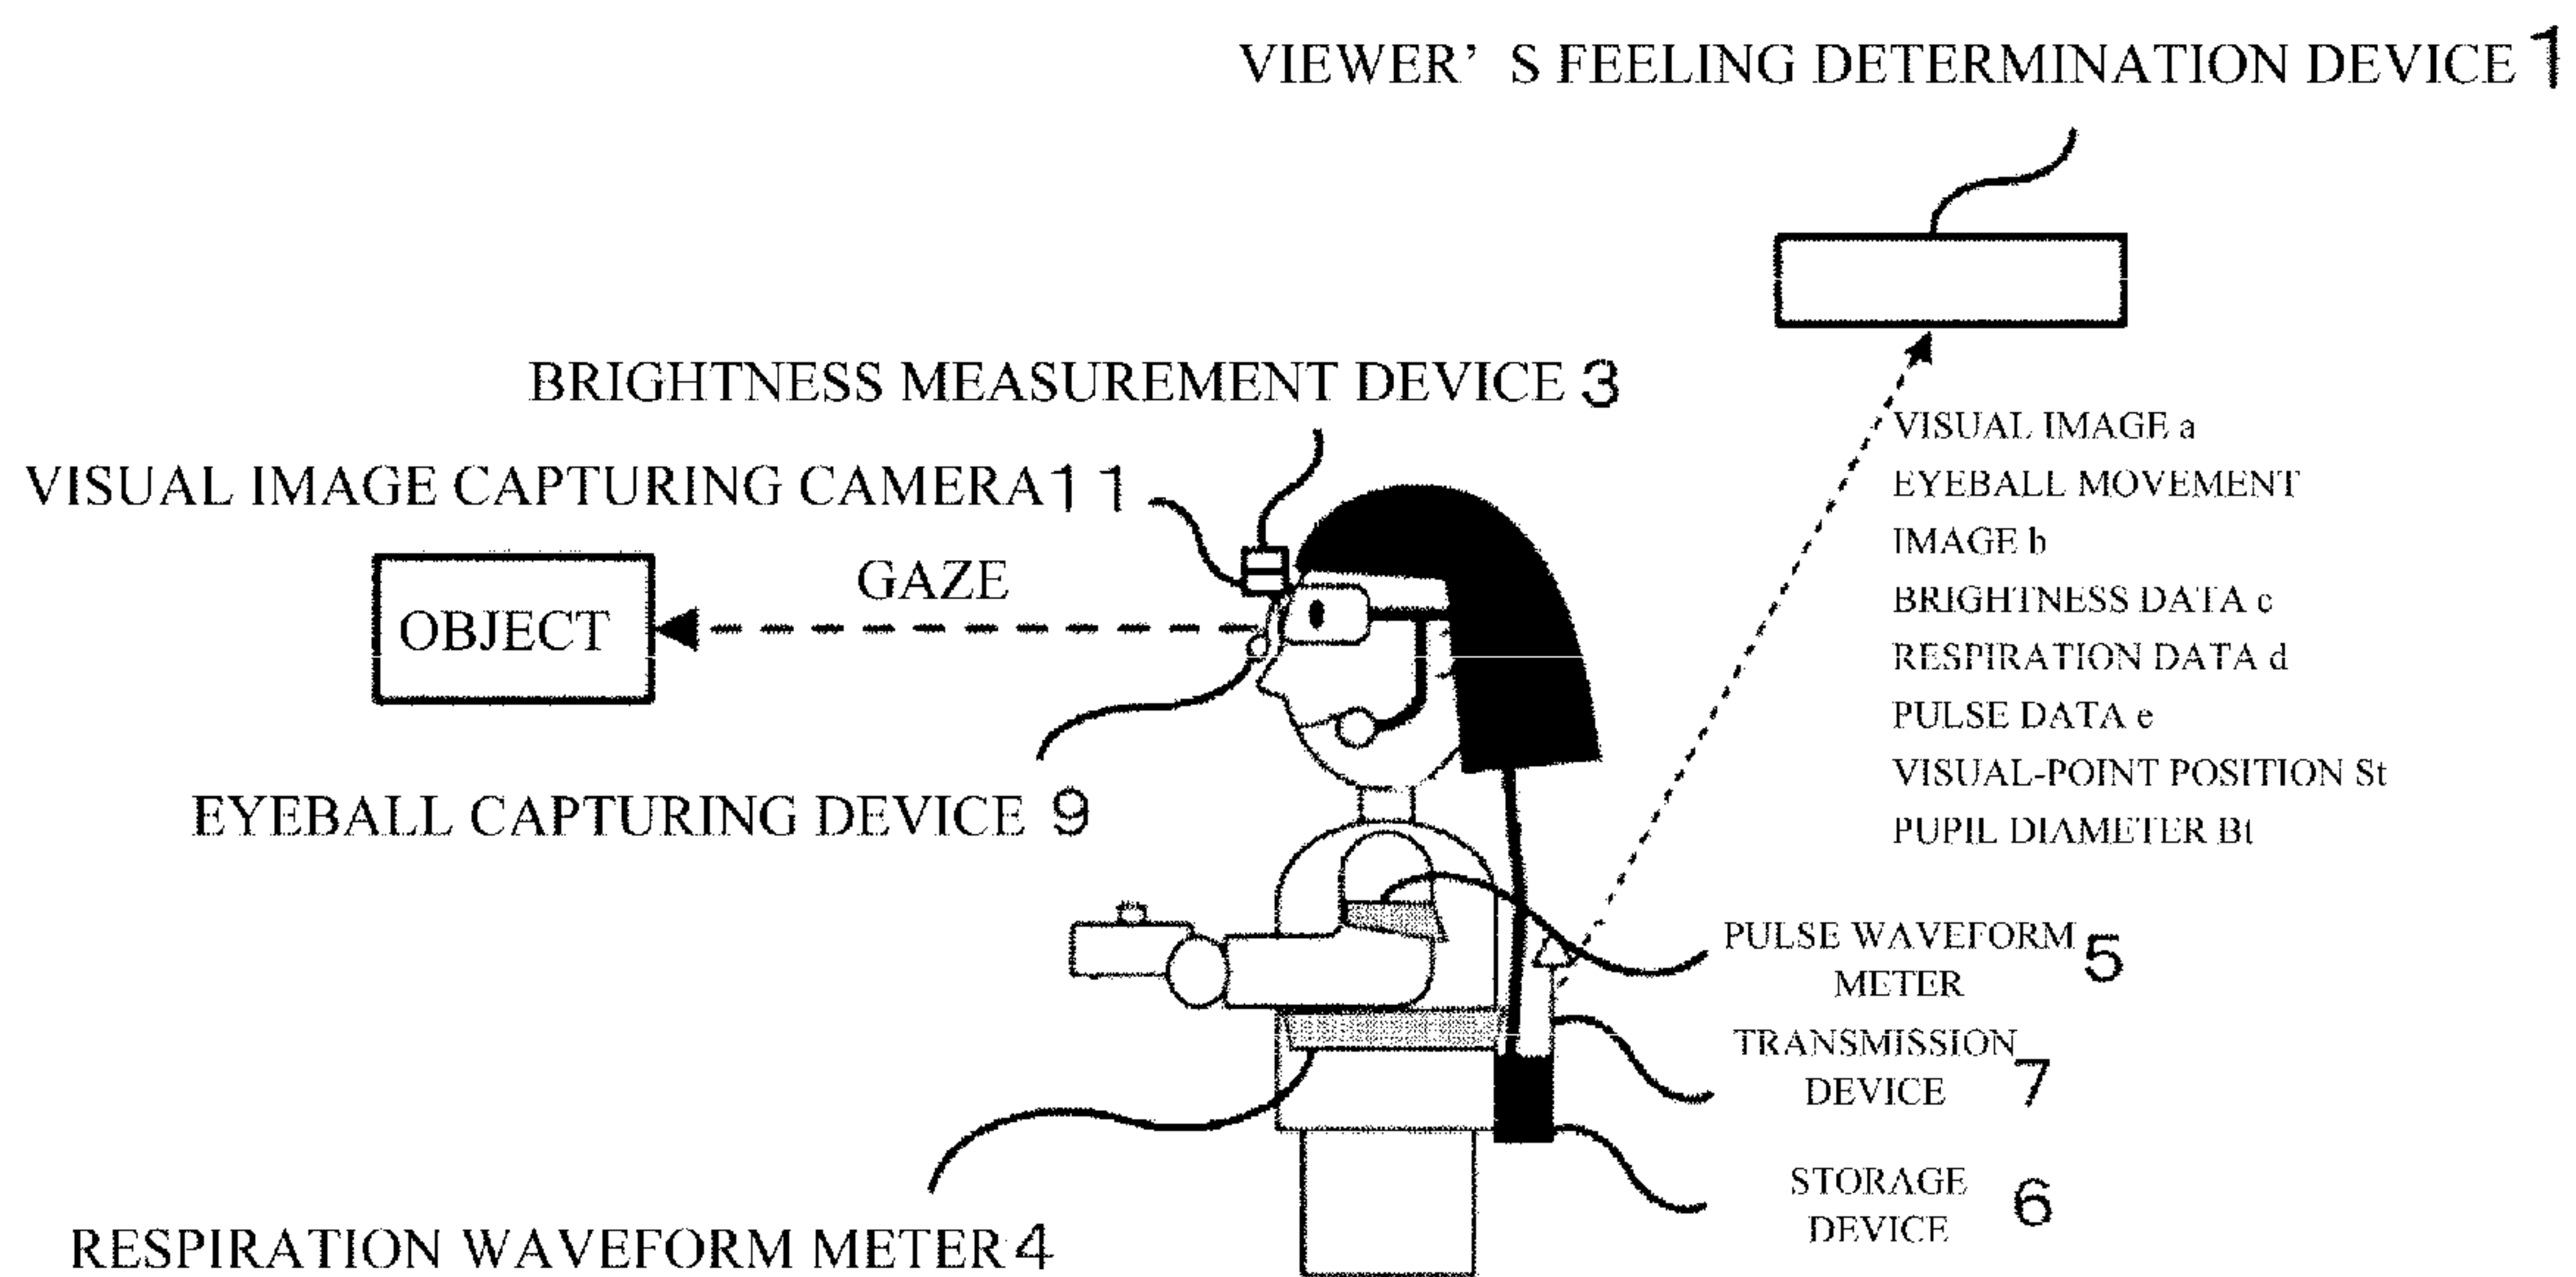 VIEWER' S FEELING DETERMINATION DEVICE 1
BRIGHTNESS MEASUREMENT DEVICE 3
VISUAL IMAGE CAPTURING CAMERA 11
GAZE
OBJECT
EYEBALL CAPTURING DEVICE 9
VISUAL IMAGE a
EYEBALL MOVEMENT
IMAGE b
BRIGHTNESS DATA c
RESPIRATION DATA d
PULSE DATA e
VISUAL-POINT POSITION St
PUPIL DIAMETER Bt
PULSE WAVEFORM
METER 5
TRANSMISSION
DEVICE 7
STORAGE
DEVICE 6
RESPIRATION WAVEFORM METER 4